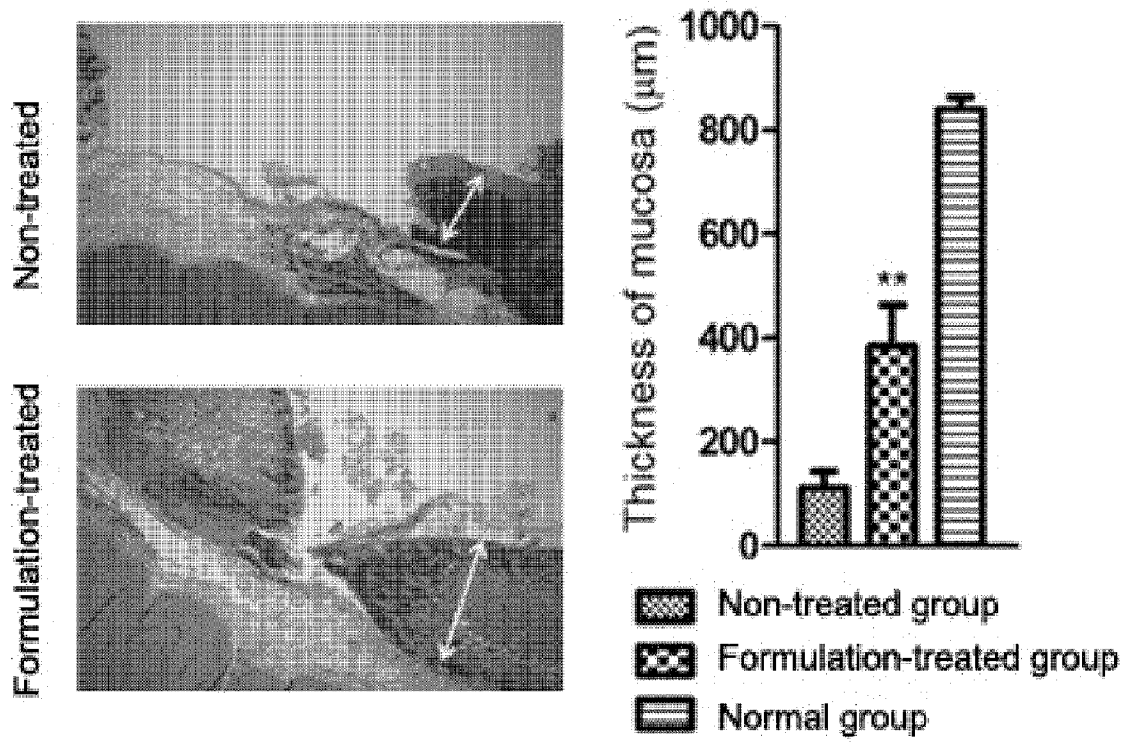 Non-treated
Formulation-treated
Thickness of mucosa (µm)
1000
800
600
400
200
0
**
Non-treated group
Formulation-treated group
Normal group